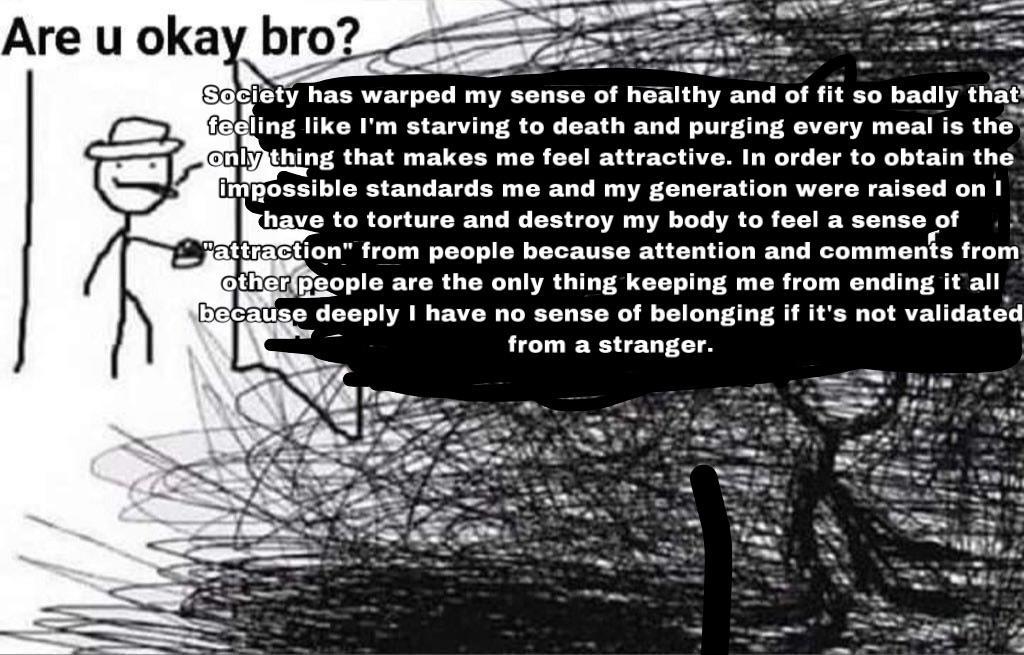 Are u okay bro?
Society has warped my sense of healthy and of fit so badly that
feeling like I'm starving to death and purging every meal is the
only thing that makes me feel attractive. In order to obtain the
impossible standards me and my generation were raised on I
have to torture and destroy my body to feel a sense of
"attraction" from people because attention and comments from
other people are the only thing keeping me from ending it all
because deeply I have no sense of belonging if it's not validated
from a stranger.